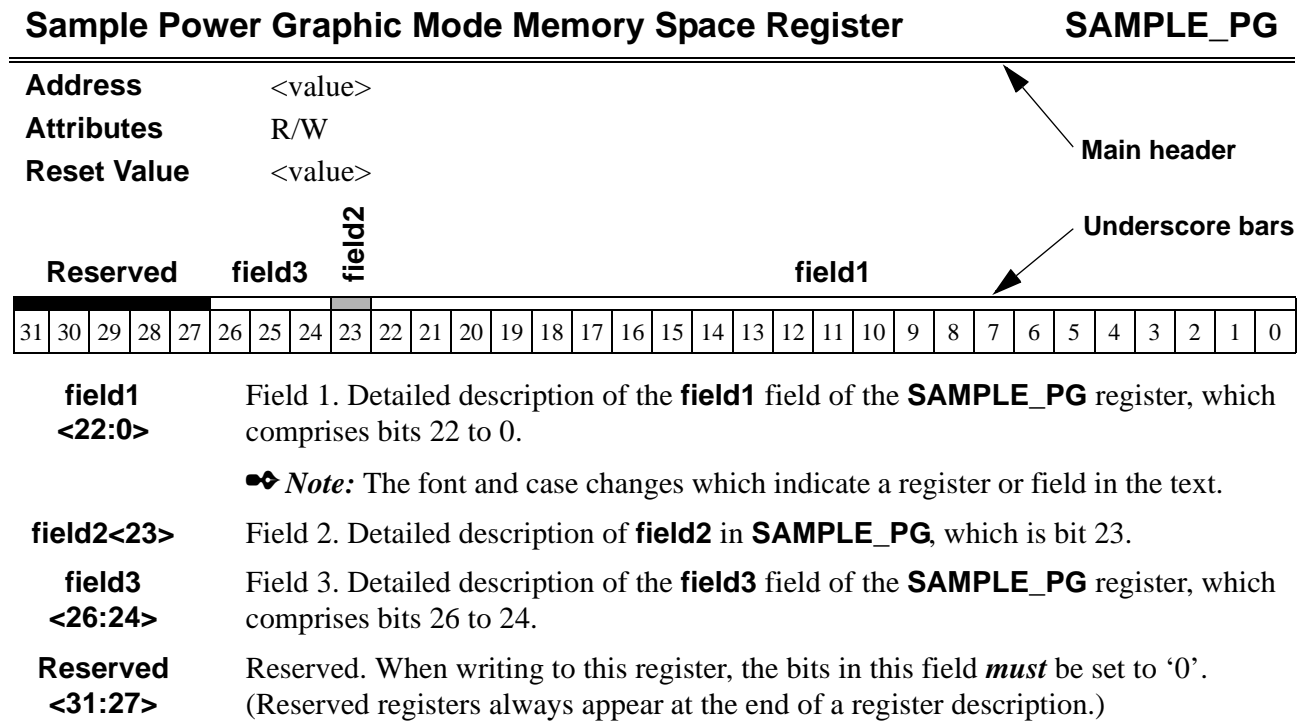 Sample Power Graphic Mode Memory Space Register SAMPLE_PG
Address <value>
Attributes R/W
Main header
Reset Value <value>
Underscore bars
Reserved field3 field2 field1
31 30 29 28 27 26 25 24 23 22 21 20 19 18 17 16 15 14 13 12 11 10 9 8 7 6 5 4 3 2 1 0
field1 Field 1. Detailed description of the field1 field of the SAMPLE_PG register, which
<22:0> comprises bits 22 to 0.
Note: The font and case changes which indicate a register or field in the text.
field2<23> Field 2. Detailed description of field2 in SAMPLE_PG, which is bit 23.
field3 Field 3. Detailed description of the field3 field of the SAMPLE_PG register, which
<26:24> comprises bits 26 to 24.
Reserved Reserved. When writing to this register, the bits in this field must be set to ‘0’.
<31:27> (Reserved registers always appear at the end of a register description.)